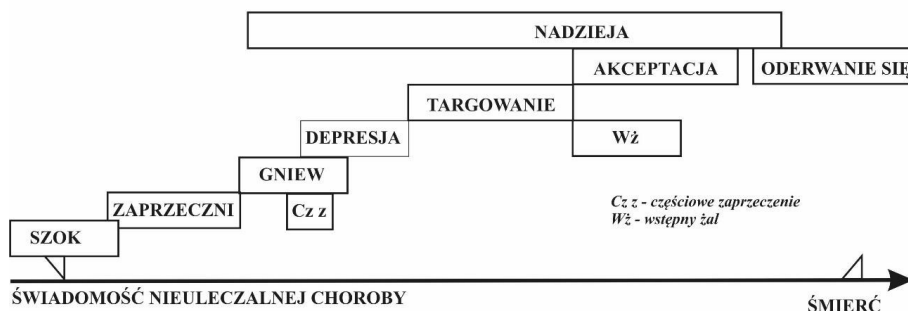 NADZIEJA
AKCEPTACJA ODERWANIE SIĘ
TARGOWANIE
DEPRESJA Wż
GNIEW
ZAPRZECZNI Cz z
Cz z - częściowe zaprzeczenie
Wż - wstępny żal
SZOK
ŚWIADOMOŚĆ NIEULECZALNEJ CHOROBY
ŚMIERĆ